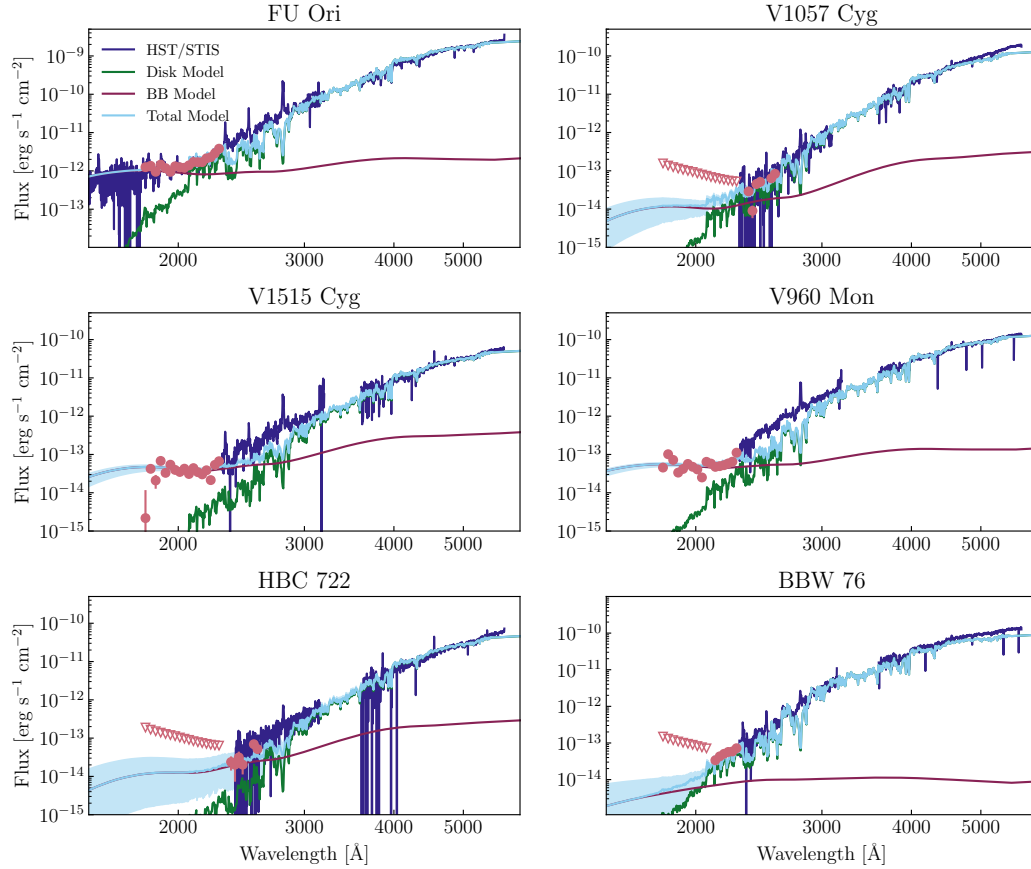 FU Ori
V1057 Cyg
HST/STIS
Disk Model
BB Model
Total Model
Flux [erg s⁻¹ cm⁻²]
10⁻⁹
10⁻¹⁰
10⁻¹¹
10⁻¹²
10⁻¹³
10⁻¹⁴
10⁻¹⁵
2000 3000 4000 5000
10⁻¹⁰
10⁻¹¹
10⁻¹²
10⁻¹³
10⁻¹⁴
10⁻¹⁵
2000 3000 4000 5000
V1515 Cyg
V960 Mon
Flux [erg s⁻¹ cm⁻²]
10⁻¹⁰
10⁻¹¹
10⁻¹²
10⁻¹³
10⁻¹⁴
10⁻¹⁵
2000 3000 4000 5000
10⁻¹⁰
10⁻¹¹
10⁻¹²
10⁻¹³
10⁻¹⁴
10⁻¹⁵
2000 3000 4000 5000
HBC 722
BBW 76
Flux [erg s⁻¹ cm⁻²]
10⁻¹⁰
10⁻¹¹
10⁻¹²
10⁻¹³
10⁻¹⁴
10⁻¹⁵
2000 3000 4000 5000
Wavelength [Å]
10⁻¹⁰
10⁻¹¹
10⁻¹²
10⁻¹³
10⁻¹⁴
2000 3000 4000 5000
Wavelength [Å]